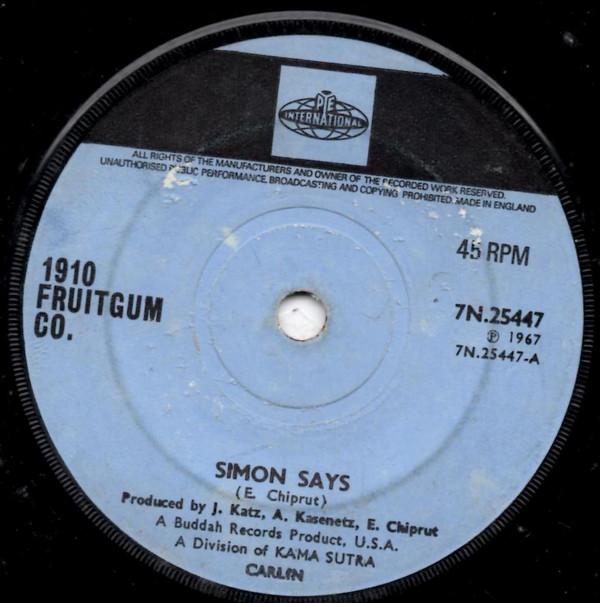 PYE
INTERNATIONAL
ALL RIGHTS OF THE MANUFACTURERS AND OWNER OF THE RECORDED WORK RESERVED.
UNAUTHORISED PUBLIC PERFORMANCE, BROADCASTING AND COPYING PROHIBITED. MADE IN ENGLAND
45 RPM
1910
FRUITGUM
CO.
7N.25447
℗ 1967
7N.25447-A
SIMON SAYS
(E. Chiprut)
Produced by J. Katz, A. Kasenetz, E. Chiprut
A Buddah Records Product, U.S.A.
A Division of KAMA SUTRA
CARLIN